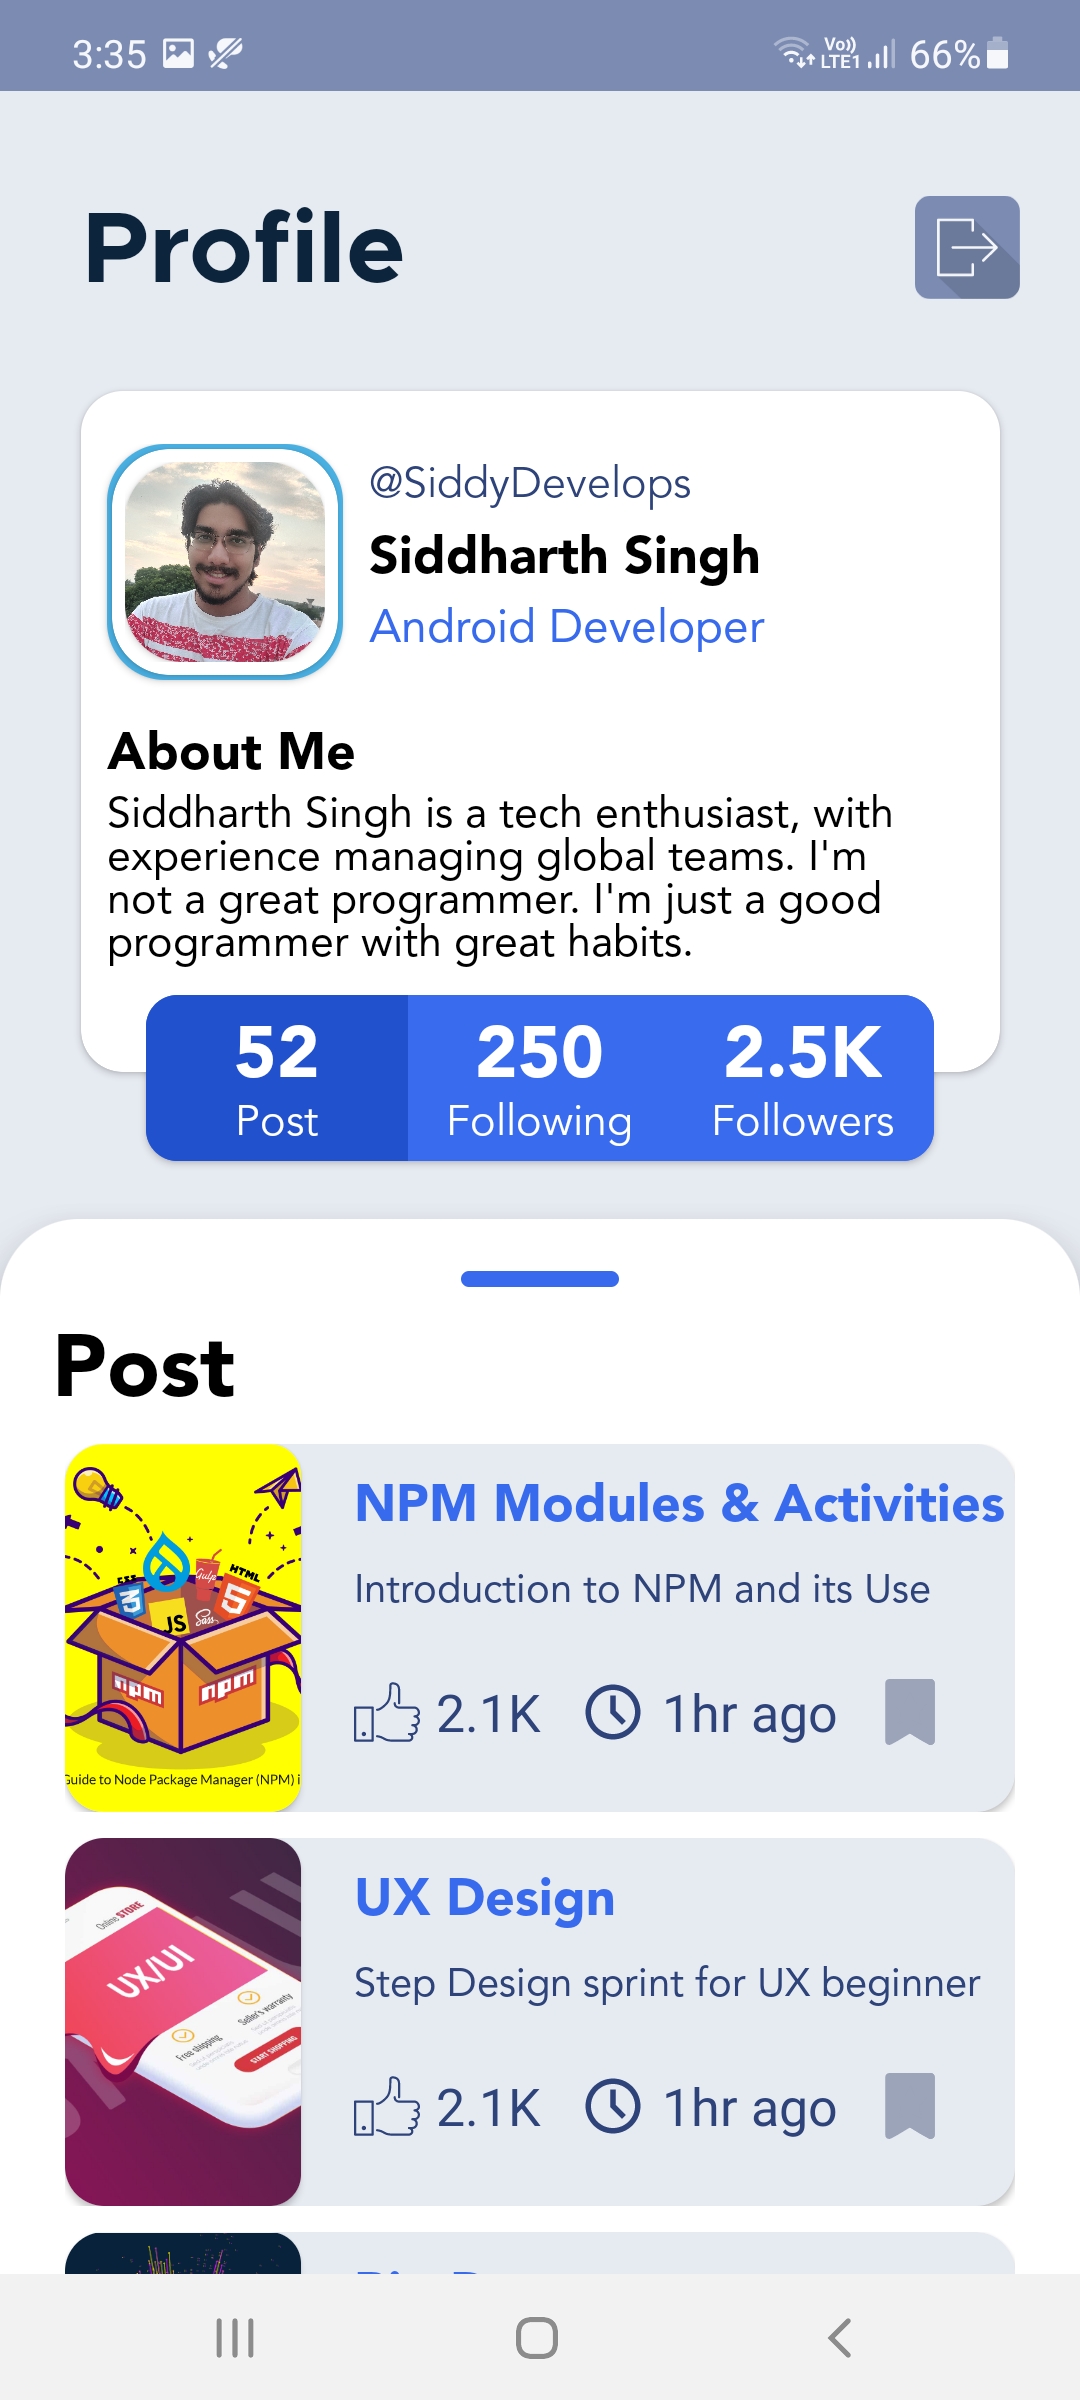 3:35
Vo)) LTE1 66%
Profile
@SiddyDevelops
Siddharth Singh
Android Developer
About Me
Siddharth Singh is a tech enthusiast, with
experience managing global teams. I'm
not a great programmer. I'm just a good
programmer with great habits.
52 250 2.5K
Post Following Followers
Post
NPM Modules & Activities
Introduction to NPM and its Use
2.1K 1hr ago
HTML
Gulp
3 5
JS Sass
npm npm
Guide to Node Package Manager (NPM) i
UX Design
Step Design sprint for UX beginner
2.1K 1hr ago
Online STORE
UX/UI
Free shipping
Seller's warranty
START SHOPPING